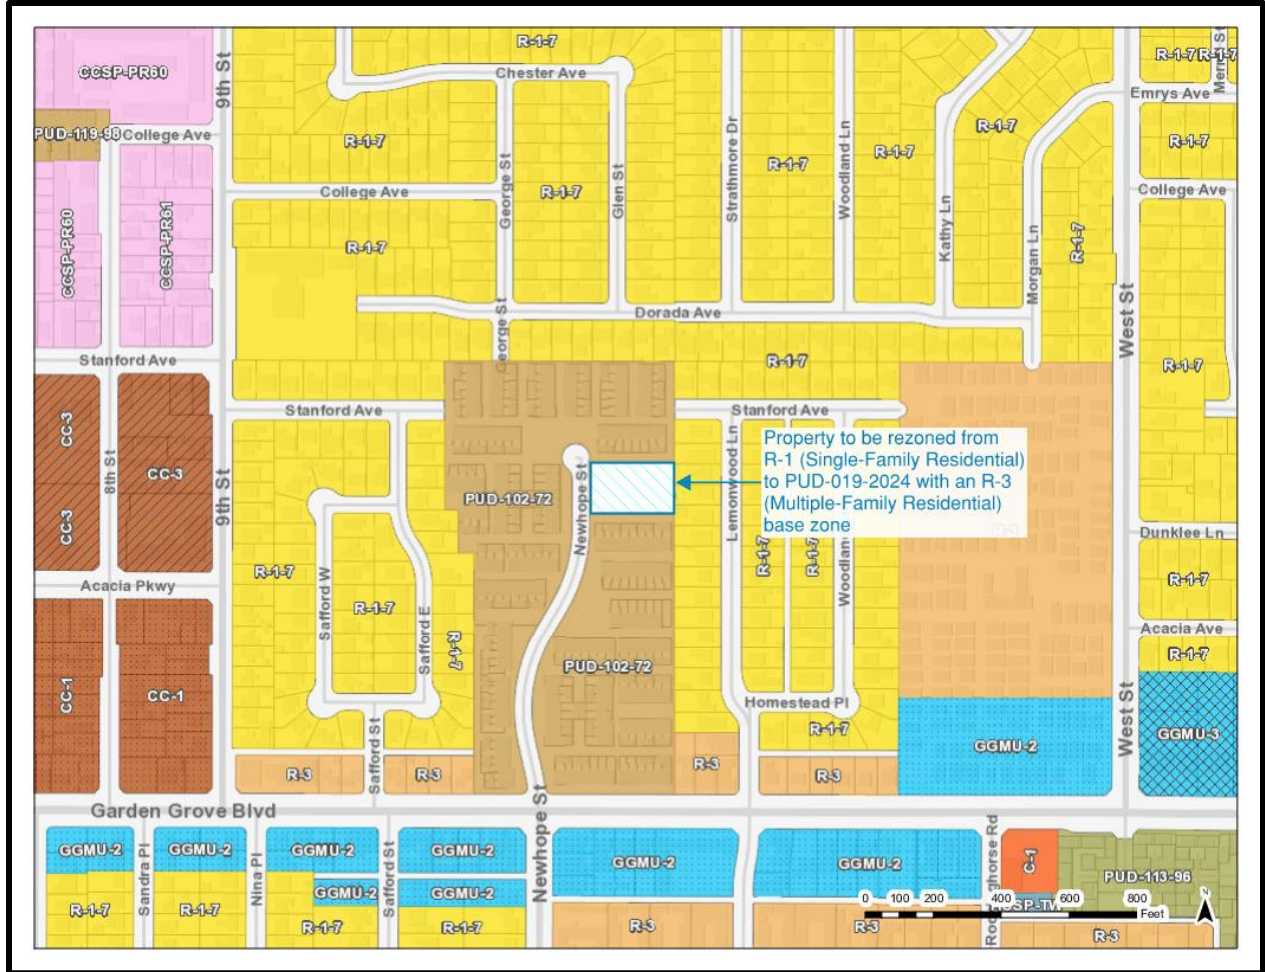 R-1-7
CCSP-PR60
9th St
Chester Ave
R-1-7
R-1-7
Emrys Ave
PUD-119-98
College Ave
R-1-7
R-1-7
R-1-7
R-1-7
R-1-7
R-1-7
College Ave
George St
R-1-7
Glen St
Strathmore Dr
Woodland Ln
Kathy Ln
Morgan Ln
R-1-7
College Ave
CCSP-PR60
CCSP-PR61
R-1-7
West St
Dorada Ave
George St
Stanford Ave
R-1-7
R-1-7
CC-3
CC-3
8th St
CC-3
9th St
Stanford Ave
Stanford Ave
Lemonwood Ln
Property to be rezoned from
R-1 (Single-Family Residential)
to PUD-019-2024 with an R-3
(Multiple-Family Residential)
base zone
PUD-102-72
Newhope St
Dunklee Ln
R-1-7
R-1-7
R-1-7
R-1-7
Acacia Pkwy
Safford W
R-1-7
Safford E
R-1-7
Acacia Ave
R-1-7
PUD-102-72
CC-1
CC-1
Homestead Pl
R-1-7
West St
GGMU-2
GGMU-3
Safford St
R-3
R-3
R-3
R-3
Garden Grove Blvd
Newhope St
GGMU-2
GGMU-2
GGMU-2
GGMU-2
GGMU-2
GGMU-2
C-1
Sandra Pl
Nina Pl
GGMU-2
Safford St
GGMU-2
Newhope St
PUD-113-96
R-1-7
R-1-7
R-1-7
R-1-7
R-3
R-3
R-3
0 100 200 400 600 800
Feet